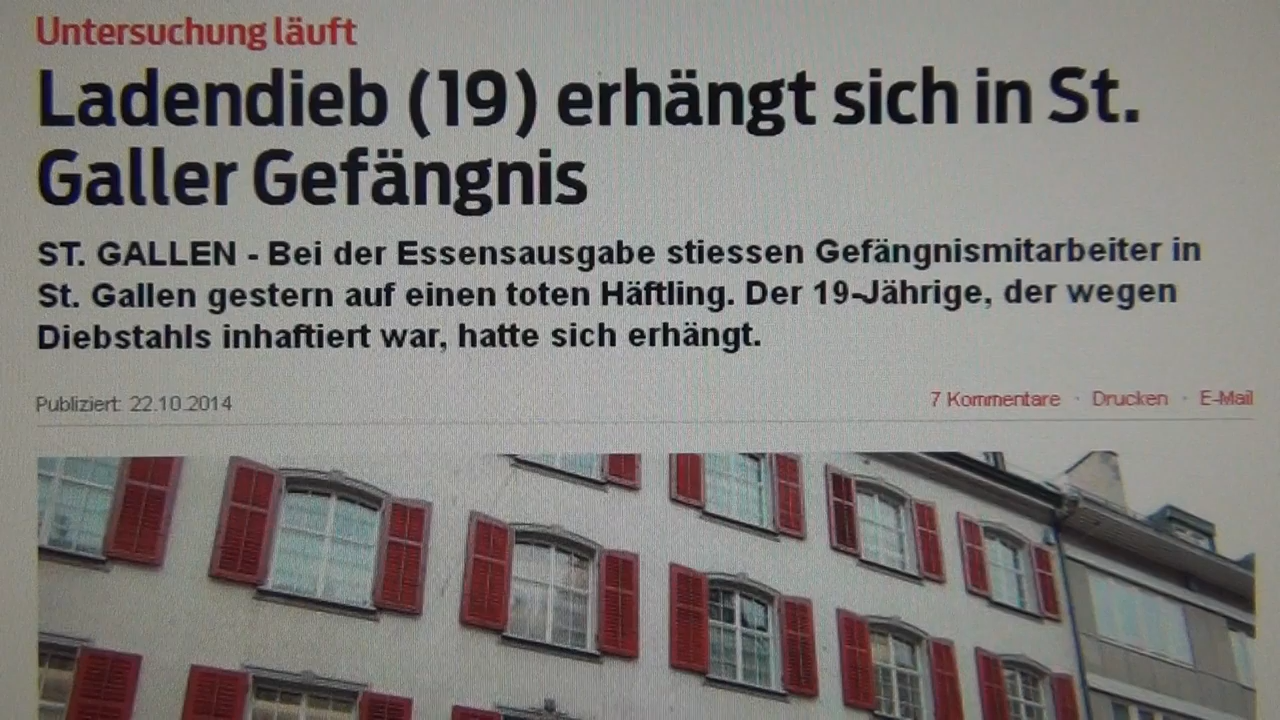 Untersuchung läuft
Ladendieb (19) erhängt sich in St.
Galler Gefängnis
ST. GALLEN - Bei der Essensausgabe stiessen Gefängnismitarbeiter in
St. Gallen gestern auf einen toten Häftling. Der 19-Jährige, der wegen
Diebstahls inhaftiert war, hatte sich erhängt.
Publiziert: 22.10.2014
7 Kommentare · Drucken · E-Mail